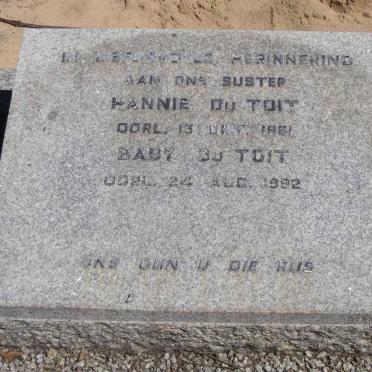 IN LIEFDEVOLLE HERINNERING
AAN ONS SUSTER
HANNIE DU TOIT
OORL. 13 OKT. 1981
BABY DU TOIT
OORL. 24 AUG. 1992
ONS GUN U DIE RUS